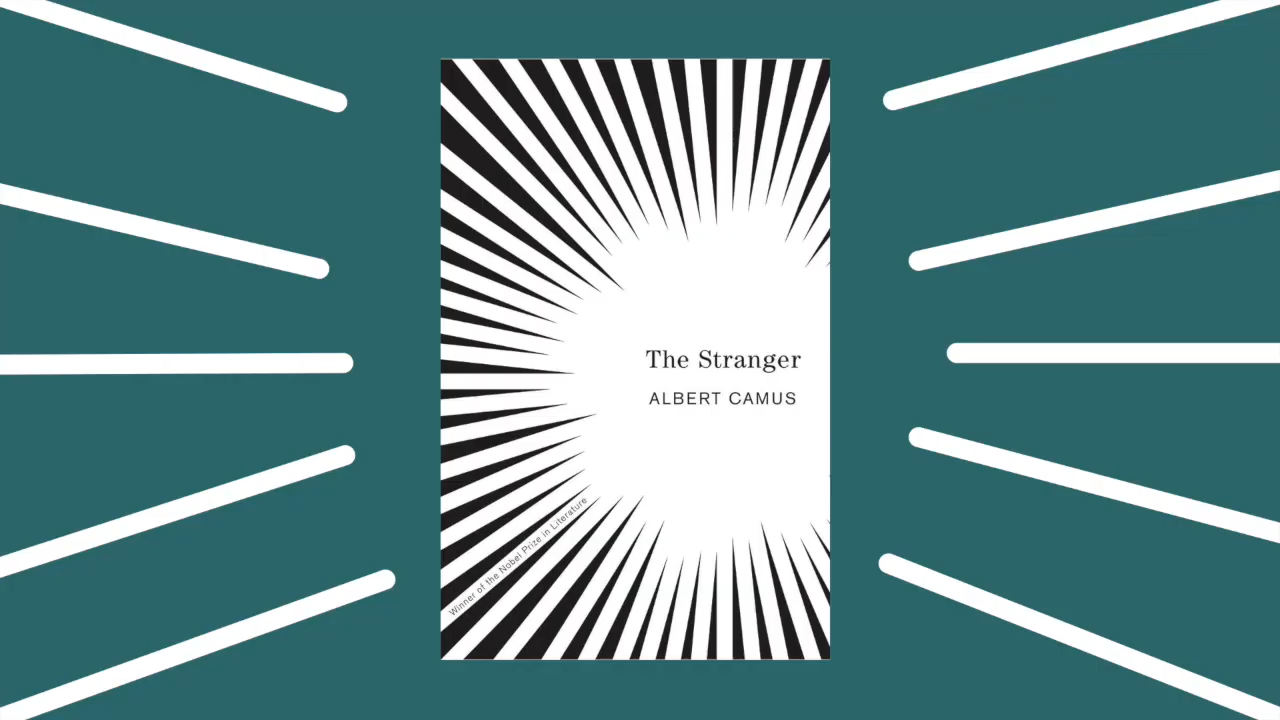 The Stranger
ALBERT CAMUS
Winner of the Nobel Prize in Literature